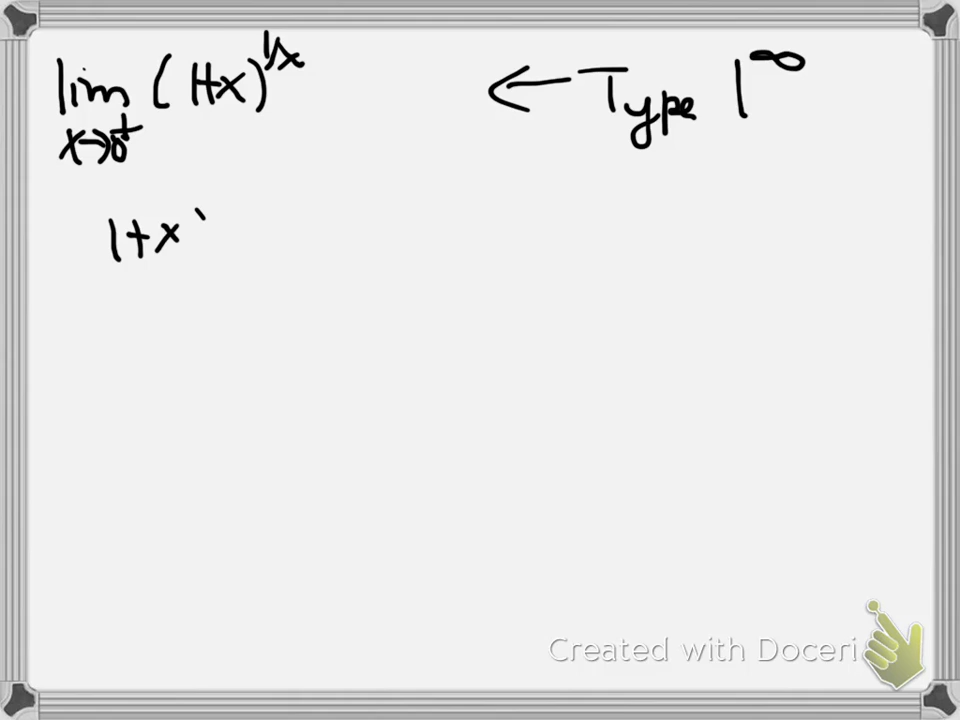 lim x→0⁺ (1+x)^{1/x} ← Type 1^∞
1+x
Created with Doceri